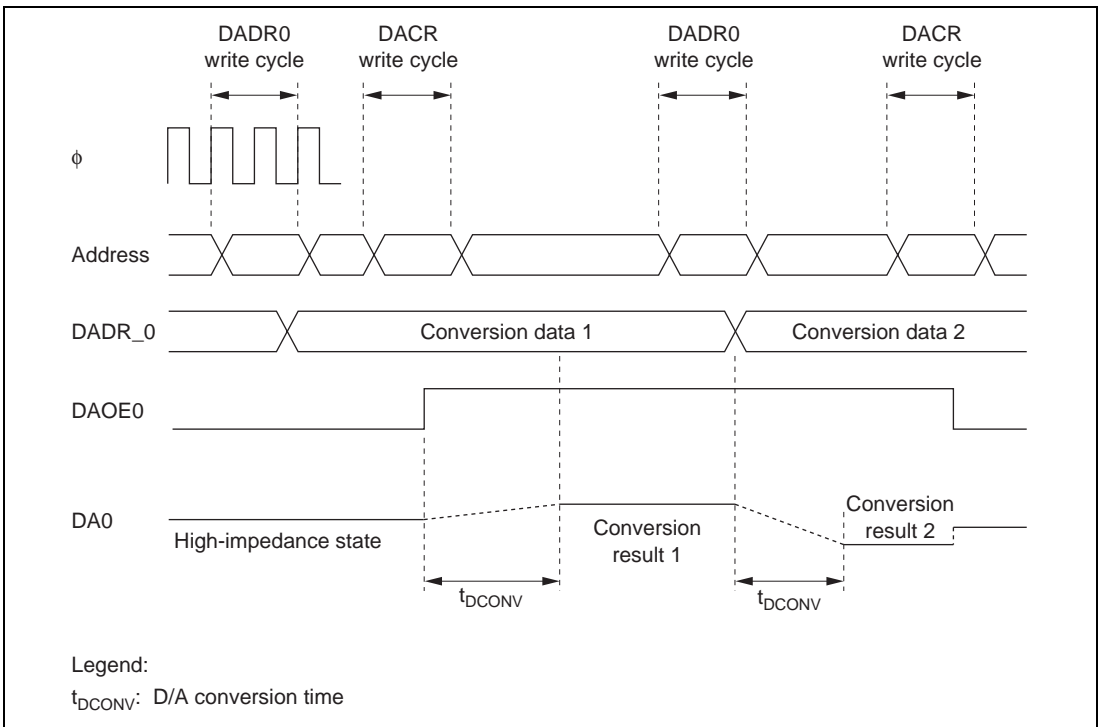 DADR0 DACR DADR0 DACR
write cycle write cycle write cycle write cycle
ϕ
Address
DADR_0 Conversion data 1 Conversion data 2
DAOE0
DA0
High-impedance state
Conversion
result 1
Conversion
result 2
tDCONV tDCONV
Legend:
tDCONV: D/A conversion time